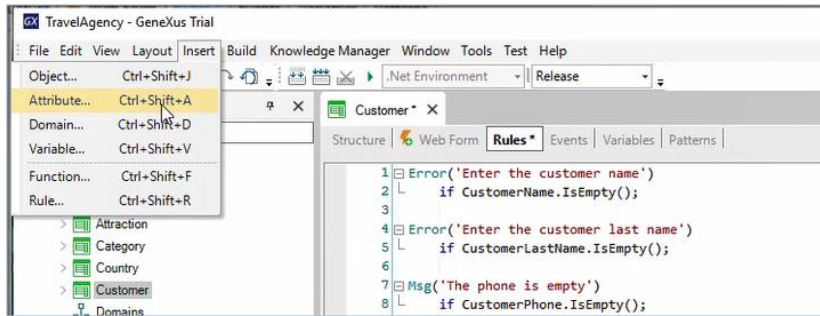 GX TravelAgency - GeneXus Trial
File Edit View Layout Insert Build Knowledge Manager Window Tools Test Help
Object... Ctrl+Shift+J
.Net Environment Release
Attribute... Ctrl+Shift+A
Domain... Ctrl+Shift+D
Variable... Ctrl+Shift+V
Function... Ctrl+Shift+F
Rule... Ctrl+Shift+R
Attraction
Category
Country
Customer
Domains
Customer *
Structure Web Form Rules * Events Variables Patterns
1 Error('Enter the customer name')
2 if CustomerName.IsEmpty();
3
4 Error('Enter the customer last name')
5 if CustomerLastName.IsEmpty();
6
7 Msg('The phone is empty')
8 if CustomerPhone.IsEmpty();